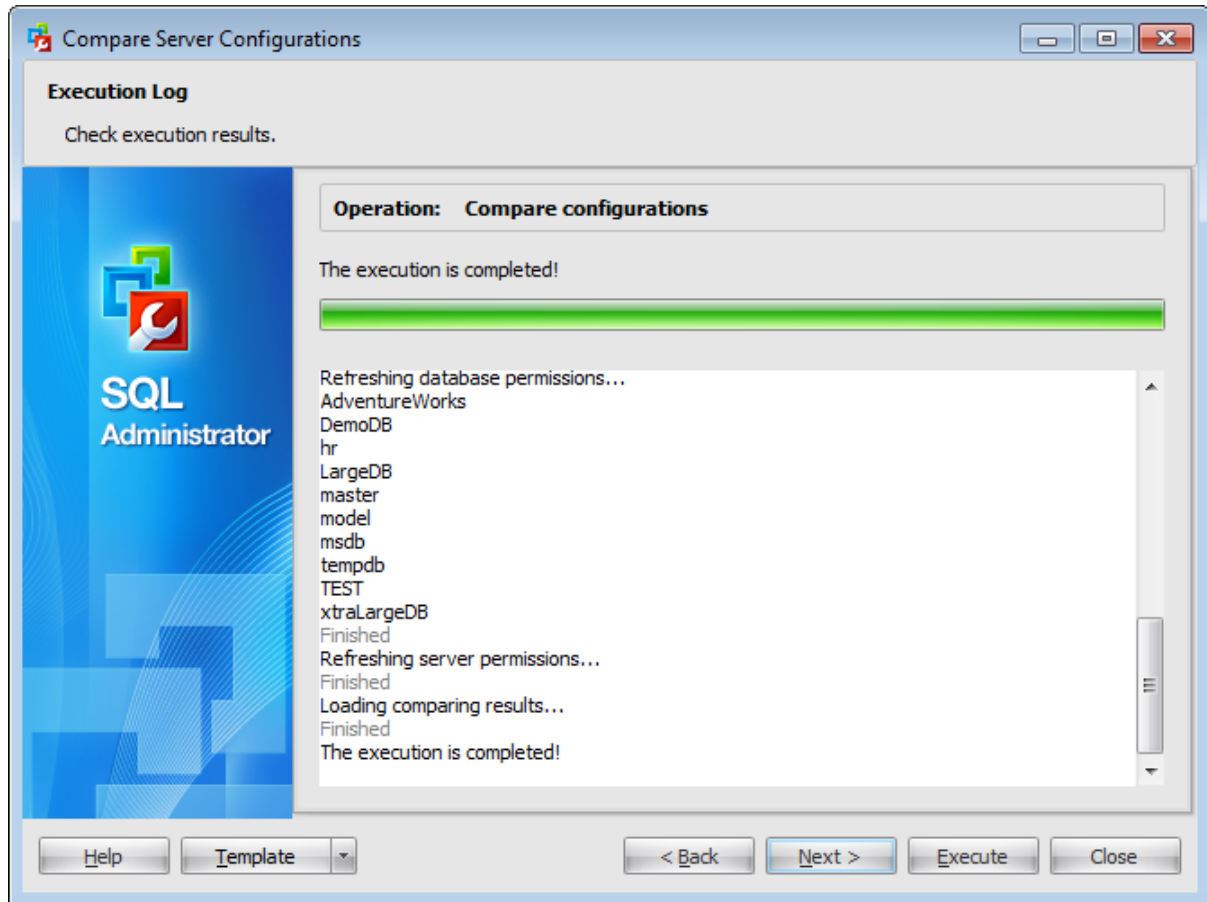 Compare Server Configurations
Execution Log
Check execution results.
SQL
Administrator
Operation: Compare configurations
The execution is completed!
Refreshing database permissions...
AdventureWorks
DemoDB
hr
LargeDB
master
model
msdb
tempdb
TEST
xtraLargeDB
Finished
Refreshing server permissions...
Finished
Loading comparing results...
Finished
The execution is completed!
Help Template < Back Next > Execute Close